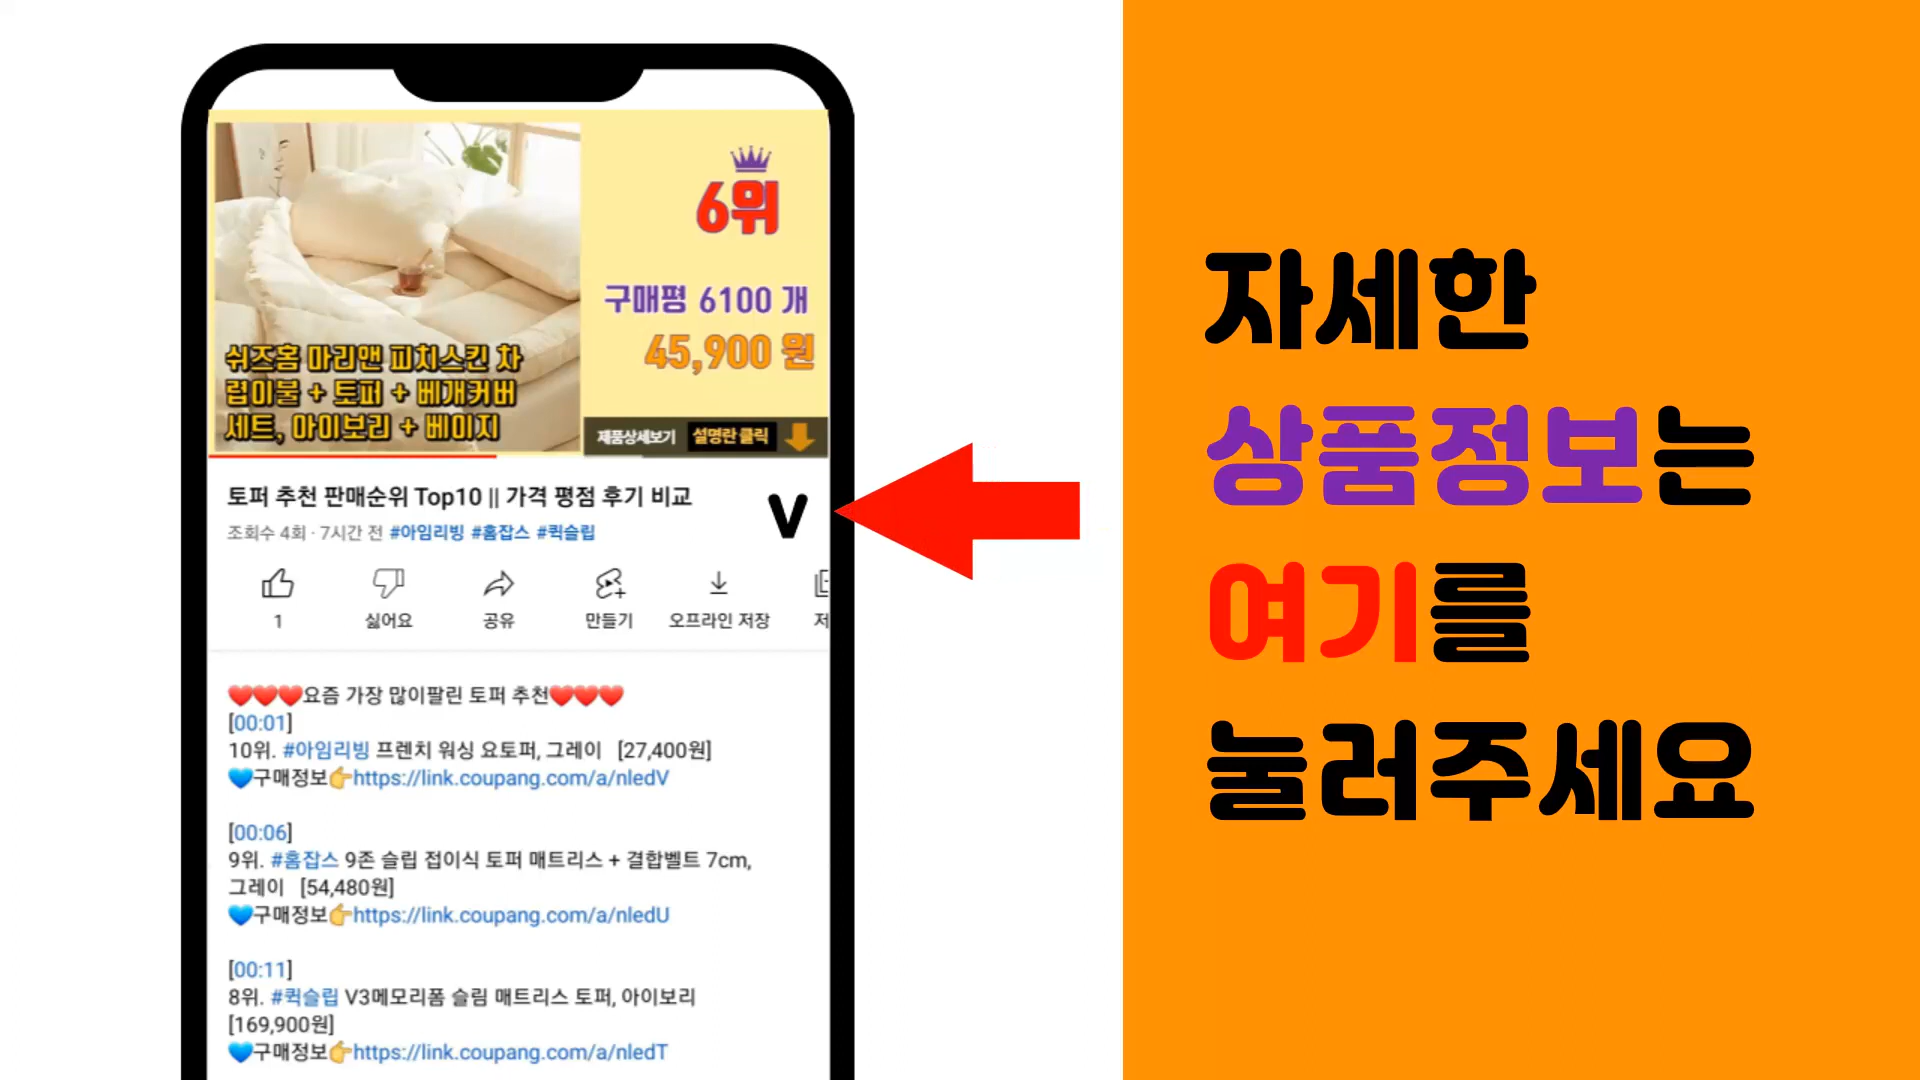 6위
구매평 6100 개
45,900 원
쉬즈홈 마리앤 피치스킨 차
렵이불 + 토퍼 + 베개커버
세트, 아이보리 + 베이지
제품상세보기 설명란 클릭
토퍼 추천 판매순위 Top10 || 가격 평점 후기 비교
V
조회수 4회 · 7시간 전 #아임리빙 #홈잡스 #퀵슬립
1 싫어요 공유 만들기 오프라인 저장 저
❤❤❤요즘 가장 많이팔린 토퍼 추천❤❤❤
[00:01]
10위. #아임리빙 프렌치 워싱 요토퍼, 그레이 [27,400원]
💙구매정보👉https://link.coupang.com/a/nledV
[00:06]
9위. #홈잡스 9존 슬립 접이식 토퍼 매트리스 + 결합벨트 7cm,
그레이 [54,480원]
💙구매정보👉https://link.coupang.com/a/nledU
[00:11]
8위. #퀵슬립 V3메모리폼 슬림 매트리스 토퍼, 아이보리
[169,900원]
💙구매정보👉https://link.coupang.com/a/nledT
자세한
상품정보는
여기를
눌러주세요